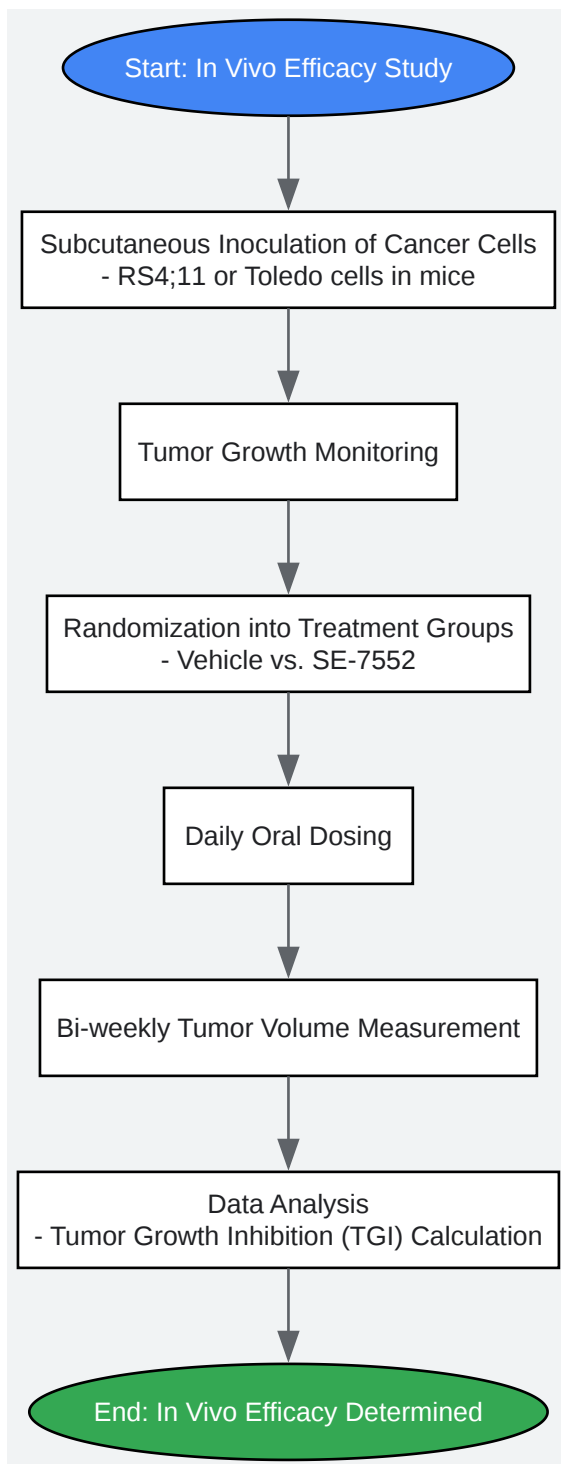 Start: In Vivo Efficacy Study
Subcutaneous Inoculation of Cancer Cells
- RS4;11 or Toledo cells in mice
Tumor Growth Monitoring
Randomization into Treatment Groups
- Vehicle vs. SE-7552
Daily Oral Dosing
Bi-weekly Tumor Volume Measurement
Data Analysis
- Tumor Growth Inhibition (TGI) Calculation
End: In Vivo Efficacy Determined